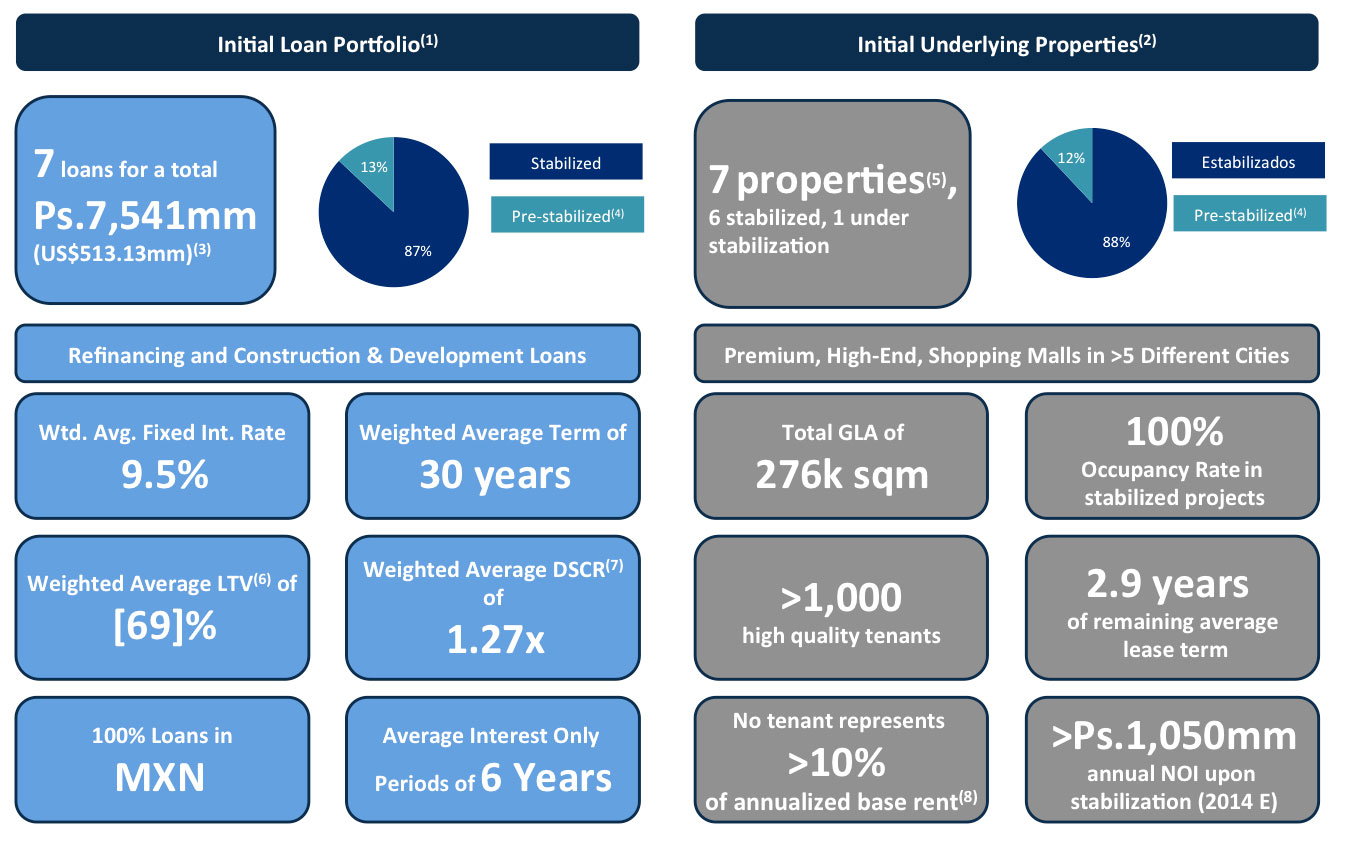 Initial Loan Portfolio(1)
7 loans for a total
Ps.7,541mm
(US$513.13mm)(3)
13%
87%
Stabilized
Pre-stabilized(4)
Refinancing and Construction & Development Loans
Wtd. Avg. Fixed Int. Rate
9.5%
Weighted Average Term of
30 years
Weighted Average LTV(6) of
[69]%
Weighted Average DSCR(7)
of
1.27x
100% Loans in
MXN
Average Interest Only
Periods of 6 Years
Initial Underlying Properties(2)
7 properties(5),
6 stabilized, 1 under
stabilization
12%
88%
Estabilizados
Pre-stabilized(4)
Premium, High-End, Shopping Malls in >5 Different Cities
Total GLA of
276k sqm
100%
Occupancy Rate in
stabilized projects
>1,000
high quality tenants
2.9 years
of remaining average
lease term
No tenant represents
>10%
of annualized base rent(8)
>Ps.1,050mm
annual NOI upon
stabilization (2014 E)